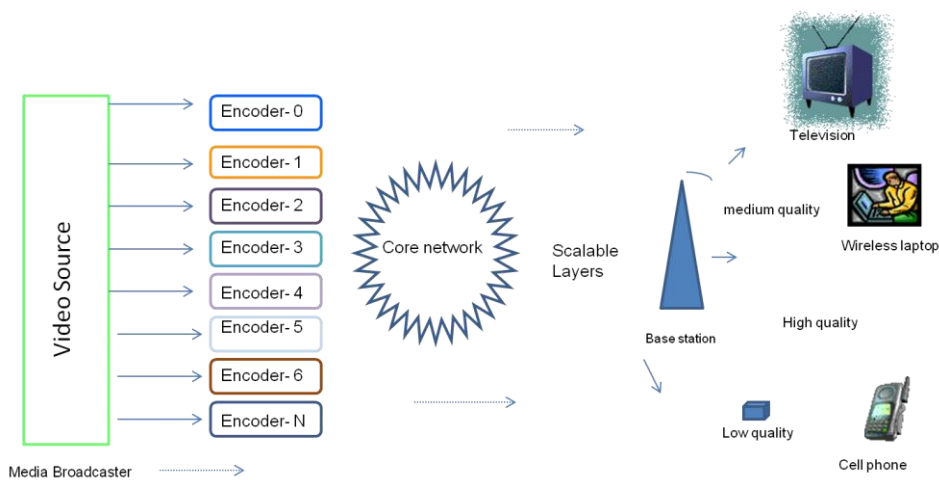 Video Source
Encoder- 0
Encoder- 1
Encoder- 2
Encoder- 3
Encoder- 4
Encoder- 5
Encoder- 6
Encoder- N
Media Broadcaster
Core network
Scalable
Layers
Base station
Television
medium quality
Wireless laptop
High quality
Low quality
Cell phone